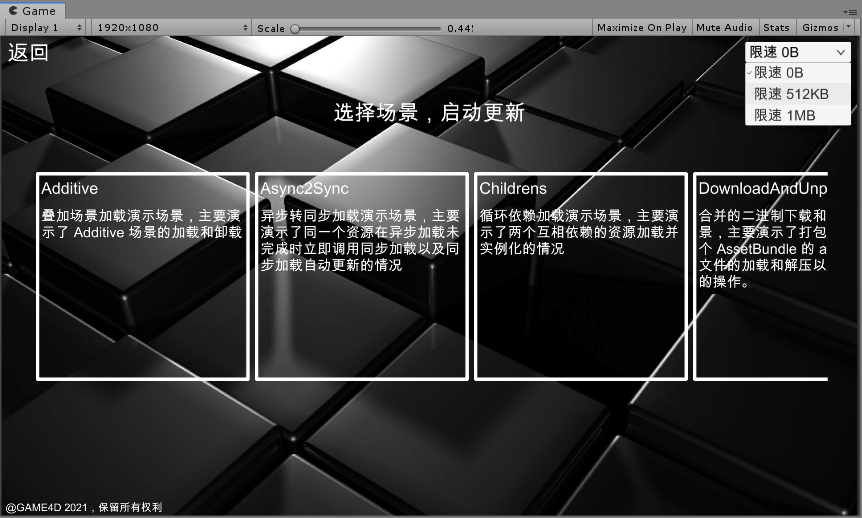 Game
Display 1
1920x1080
Scale
0.44
Maximize On Play
Mute Audio
Stats
Gizmos
返回
限速 0B
限速 0B
限速 512KB
限速 1MB
选择场景，启动更新
Additive
叠加场景加载演示场景，主要演
示了 Additive 场景的加载和卸载
Async2Sync
异步转同步加载演示场景，主要
演示了同一个资源在异步加载未
完成时立即调用同步加载以及同
步加载自动更新的情况
Childrens
循环依赖加载演示场景，主要演
示了两个互相依赖的资源加载并
实例化的情况
DownloadAndUnp
合并的二进制下载和
景，主要演示了打包
个 AssetBundle 的 a
文件的加载和解压以
的操作。
@GAME4D 2021，保留所有权利